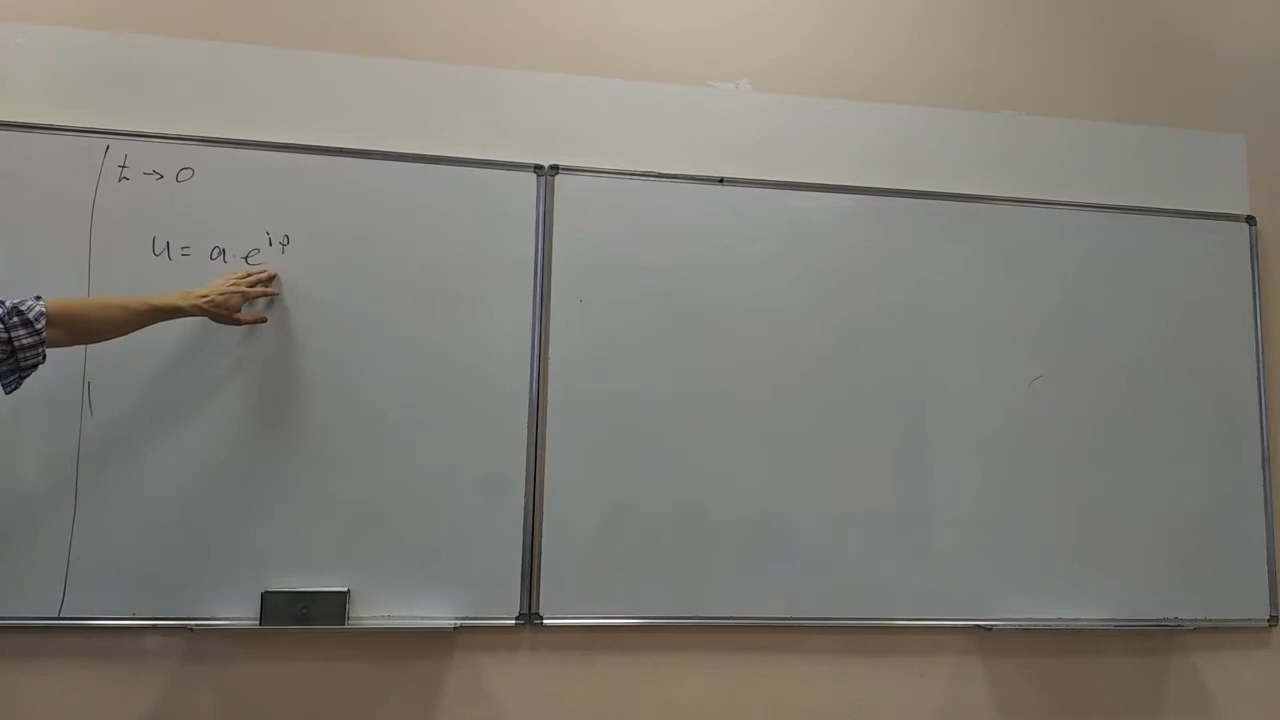 t → 0
u = a · e^{iφ}